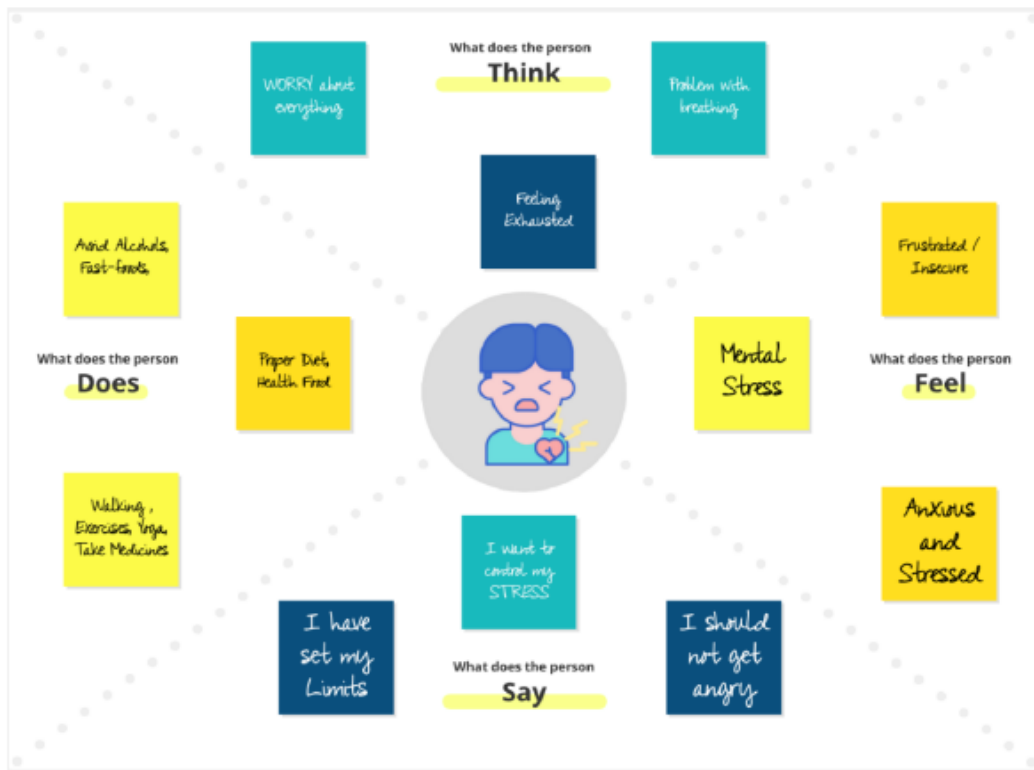 What does the person
Think
WORRY about
everything
Problem with
breathing
Feeling
Exhausted
Avoid Alcohols,
Fast-foods,
Frustrated /
Insecure
What does the person
Does
Proper Diet,
Health Food
Mental
Stress
What does the person
Feel
Walking,
Exercises, Yoga,
Take Medicines
Anxious
and
Stressed
I want to
control my
STRESS
I have
set my
Limits
I should
not get
angry
What does the person
Say